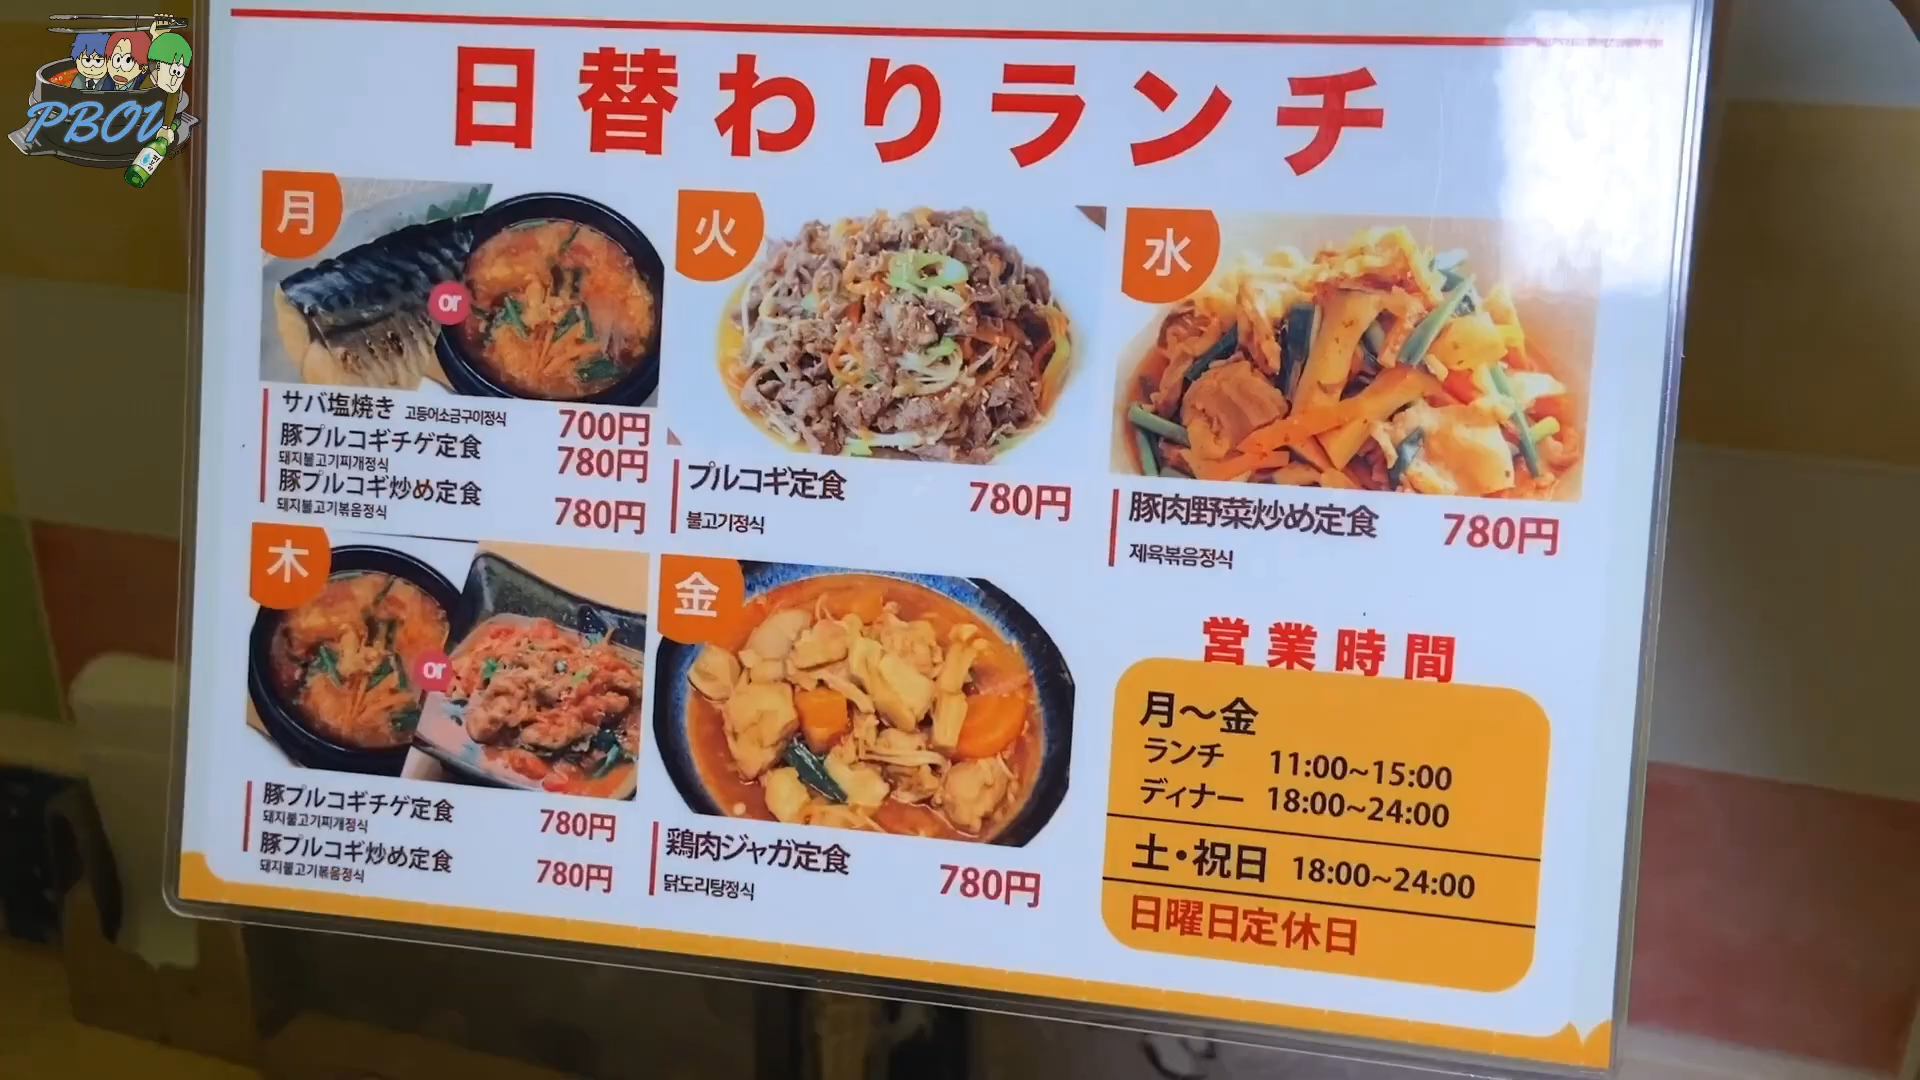 PBOV
日替わりランチ
月
or
サバ塩焼き 고등어소금구이정식 700円
豚プルコギチゲ定食 780円
돼지불고기찌개정식
豚プルコギ炒め定食 780円
돼지불고기볶음정식
火
プルコギ定食 780円
불고기정식
水
豚肉野菜炒め定食 780円
제육볶음정식
木
or
豚プルコギチゲ定食 780円
돼지불고기찌개정식
豚プルコギ炒め定食 780円
돼지불고기볶음정식
金
鶏肉ジャガ定食 780円
닭도리탕정식
営業時間
月〜金
ランチ 11:00~15:00
ディナー 18:00~24:00
土・祝日 18:00~24:00
日曜日定休日